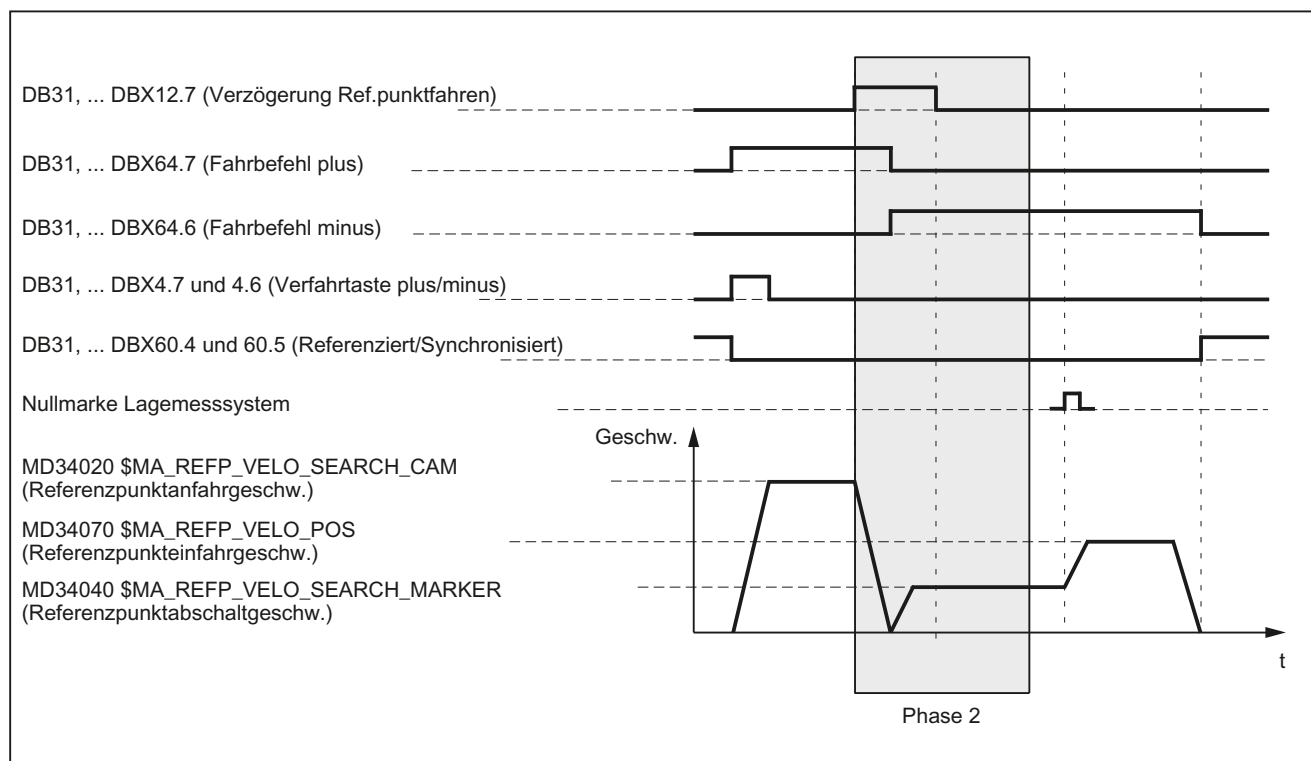 DB31, ... DBX12.7 (Verzögerung Ref.punktfahren)
DB31, ... DBX64.7 (Fahrbefehl plus)
DB31, ... DBX64.6 (Fahrbefehl minus)
DB31, ... DBX4.7 und 4.6 (Verfahrtaste plus/minus)
DB31, ... DBX60.4 und 60.5 (Referenziert/Synchronisiert)
Nullmarke Lagemesssystem
Geschw.
MD34020 $MA_REFP_VELO_SEARCH_CAM
(Referenzpunktanfahrgeschw.)
MD34070 $MA_REFP_VELO_POS
(Referenzpunkteinfahrgeschw.)
MD34040 $MA_REFP_VELO_SEARCH_MARKER
(Referenzpunktabschaltgeschw.)
t
Phase 2